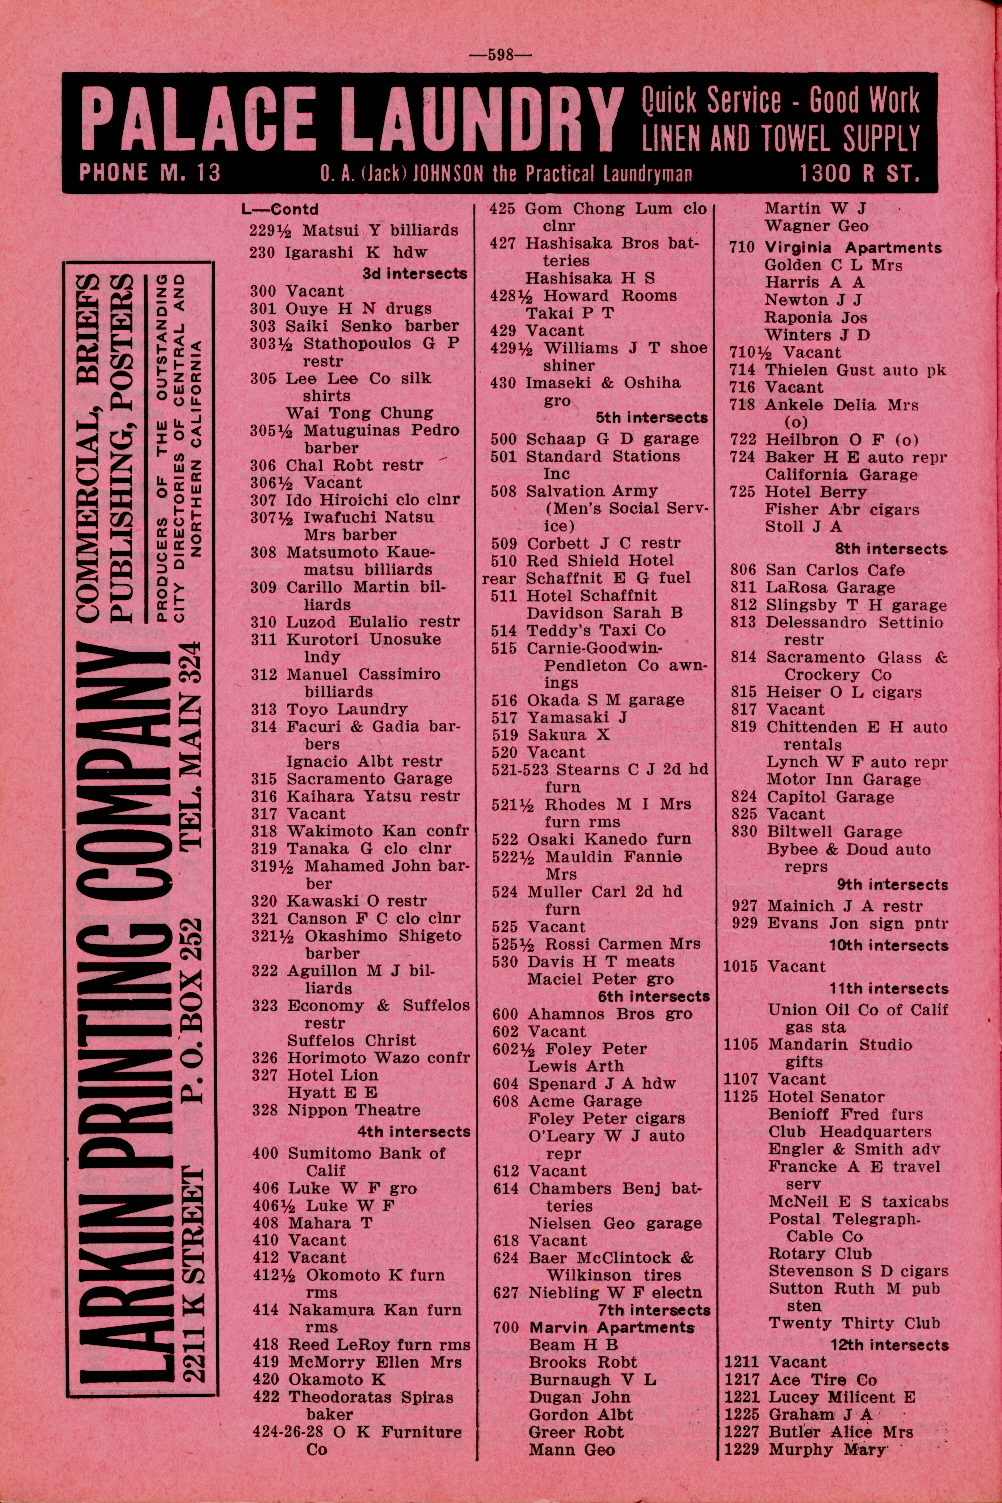 —598—
PALACE LAUNDRY
Quick Service - Good Work
LINEN AND TOWEL SUPPLY
PHONE M. 13
O. A. (Jack) JOHNSON the Practical Laundryman
1300 R ST.
LARKIN PRINTING COMPANY
2211 K STREET P. O. BOX 252 TEL. MAIN 324
COMMERCIAL, BRIEFS
PUBLISHING, POSTERS
PRODUCERS OF THE OUTSTANDING
CITY DIRECTORIES OF CENTRAL AND
NORTHERN CALIFORNIA
L—Contd
229½ Matsui Y billiards
230 Igarashi K hdw
3d intersects
300 Vacant
301 Ouye H N drugs
303 Saiki Senko barber
303½ Stathopoulos G P
restr
305 Lee Lee Co silk
shirts
Wai Tong Chung
305½ Matuguinas Pedro
barber
306 Chal Robt restr
306½ Vacant
307 Ido Hiroichi clo clnr
307½ Iwafuchi Natsu
Mrs barber
308 Matsumoto Kaue-
matsu billiards
309 Carillo Martin bil-
liards
310 Luzod Eulalio restr
311 Kurotori Unosuke
lndy
312 Manuel Cassimiro
billiards
313 Toyo Laundry
314 Facuri & Gadia bar-
bers
Ignacio Albt restr
315 Sacramento Garage
316 Kaihara Yatsu restr
317 Vacant
318 Wakimoto Kan confr
319 Tanaka G clo clnr
319½ Mahamed John bar-
ber
320 Kawaski O restr
321 Canson F C clo clnr
321½ Okashimo Shigeto
barber
322 Aguillon M J bil-
liards
323 Economy & Suffelos
restr
Suffelos Christ
326 Horimoto Wazo confr
327 Hotel Lion
Hyatt E E
328 Nippon Theatre
4th intersects
400 Sumitomo Bank of
Calif
406 Luke W F gro
406½ Luke W F
408 Mahara T
410 Vacant
412 Vacant
412½ Okomoto K furn
rms
414 Nakamura Kan furn
rms
418 Reed LeRoy furn rms
419 McMorry Ellen Mrs
420 Okamoto K
422 Theodoratas Spiras
baker
424-26-28 O K Furniture
Co
425 Gom Chong Lum clo
clnr
427 Hashisaka Bros bat-
teries
Hashisaka H S
428½ Howard Rooms
Takai P T
429 Vacant
429½ Williams J T shoe
shiner
430 Imaseki & Oshiha
gro
5th intersects
500 Schaap G D garage
501 Standard Stations
Inc
508 Salvation Army
(Men's Social Serv-
ice)
509 Corbett J C restr
510 Red Shield Hotel
rear Schaffnit E G fuel
511 Hotel Schaffnit
Davidson Sarah B
514 Teddy's Taxi Co
515 Carnie-Goodwin-
Pendleton Co awn-
ings
516 Okada S M garage
517 Yamasaki J
519 Sakura X
520 Vacant
521-523 Stearns C J 2d hd
furn
521½ Rhodes M I Mrs
furn rms
522 Osaki Kanedo furn
522½ Mauldin Fannie
Mrs
524 Muller Carl 2d hd
furn
525 Vacant
525½ Rossi Carmen Mrs
530 Davis H T meats
Maciel Peter gro
6th intersects
600 Ahamnos Bros gro
602 Vacant
602½ Foley Peter
Lewis Arth
604 Spenard J A hdw
608 Acme Garage
Foley Peter cigars
O'Leary W J auto
repr
612 Vacant
614 Chambers Benj bat-
teries
Nielsen Geo garage
618 Vacant
624 Baer McClintock &
Wilkinson tires
627 Niebling W F electn
7th intersects
700 Marvin Apartments
Beam H B
Brooks Robt
Burnaugh V L
Dugan John
Gordon Albt
Greer Robt
Mann Geo
Martin W J
Wagner Geo
710 Virginia Apartments
Golden C L Mrs
Harris A A
Newton J J
Raponia Jos
Winters J D
710½ Vacant
714 Thielen Gust auto pk
716 Vacant
718 Ankele Delia Mrs
(o)
722 Heilbron O F (o)
724 Baker H E auto repr
California Garage
725 Hotel Berry
Fisher Abr cigars
Stoll J A
8th intersects
806 San Carlos Cafe
811 LaRosa Garage
812 Slingsby T H garage
813 Delessandro Settinio
restr
814 Sacramento Glass &
Crockery Co
815 Heiser O L cigars
817 Vacant
819 Chittenden E H auto
rentals
Lynch W F auto repr
Motor Inn Garage
824 Capitol Garage
825 Vacant
830 Biltwell Garage
Bybee & Doud auto
reprs
9th intersects
927 Mainich J A restr
929 Evans Jon sign pntr
10th intersects
1015 Vacant
11th intersects
Union Oil Co of Calif
gas sta
1105 Mandarin Studio
gifts
1107 Vacant
1125 Hotel Senator
Benioff Fred furs
Club Headquarters
Engler & Smith adv
Francke A E travel
serv
McNeil E S taxicabs
Postal Telegraph-
Cable Co
Rotary Club
Stevenson S D cigars
Sutton Ruth M pub
sten
Twenty Thirty Club
12th intersects
1211 Vacant
1217 Ace Tire Co
1221 Lucey Milicent E
1225 Graham J A
1227 Butler Alice Mrs
1229 Murphy Mary